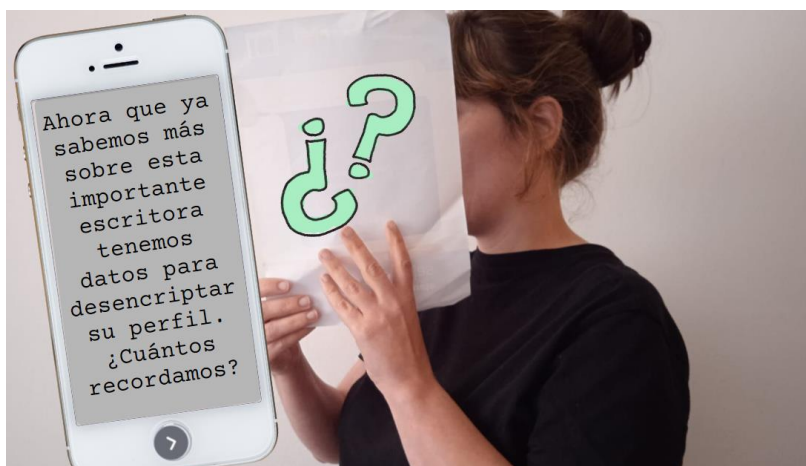 Ahora que ya
sabemos más
sobre esta
importante
escritora
tenemos
datos para
desencriptar
su perfil.
¿Cuántos
recordamos?
¿?